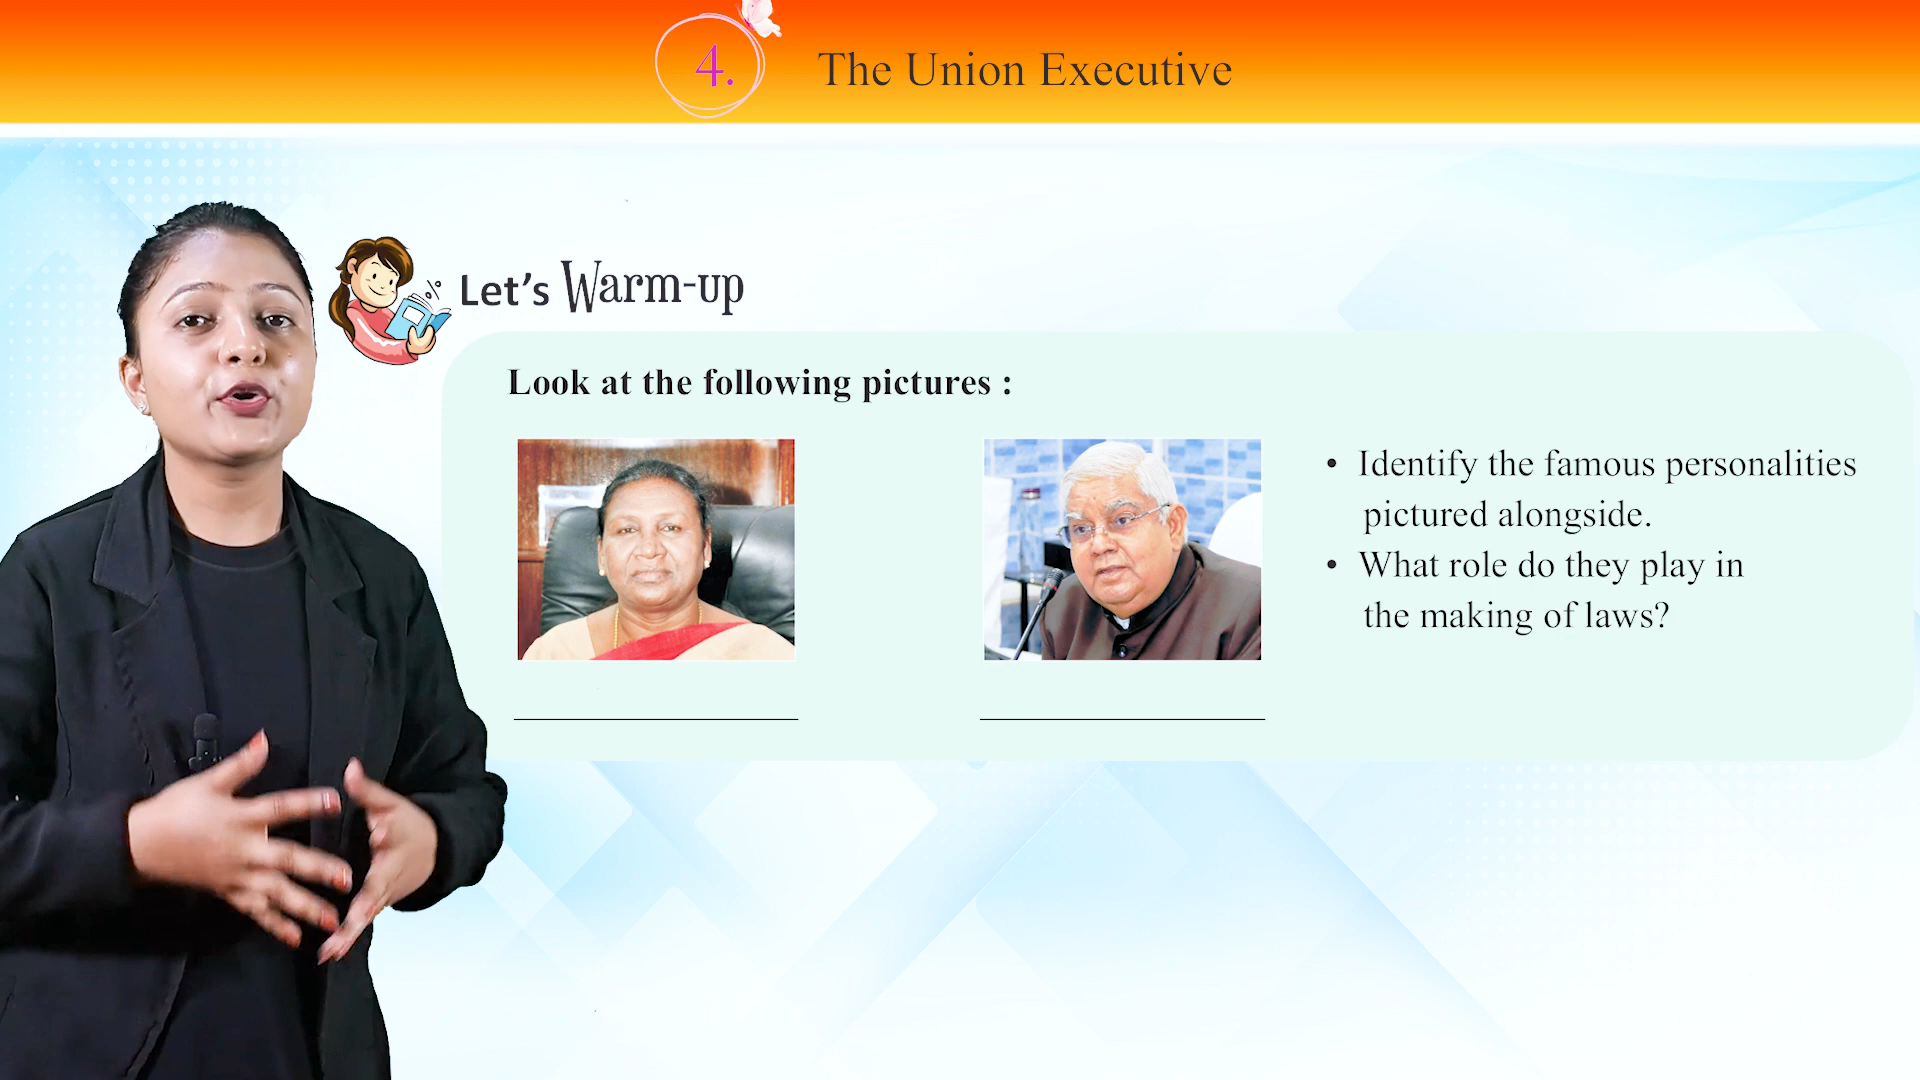 4. The Union Executive
Let's Warm-up
Look at the following pictures :
• Identify the famous personalities
pictured alongside.
• What role do they play in
the making of laws?